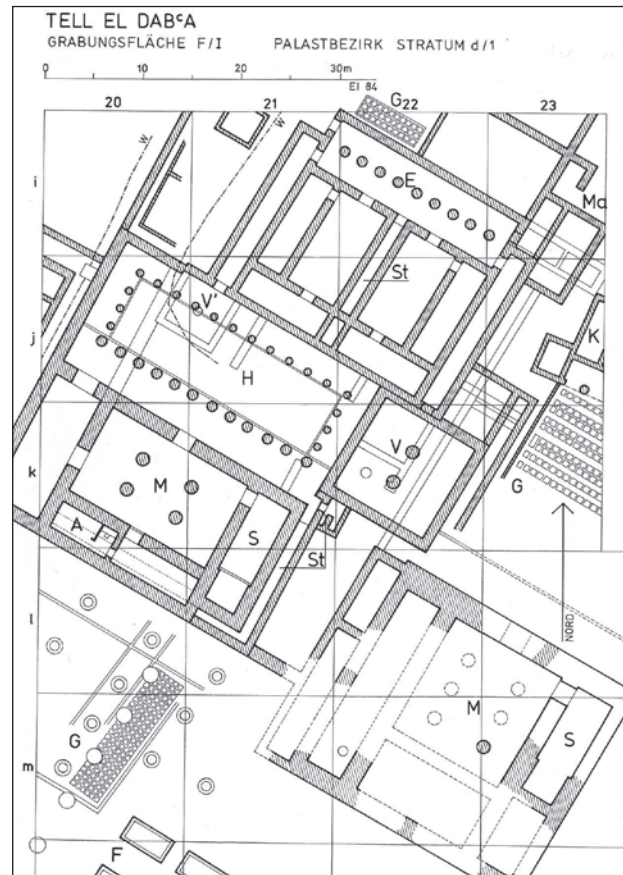 TELL EL DABᶜA
GRABUNGSFLÄCHE F/I PALASTBEZIRK STRATUM d/1
0 10 20 30m
EI 84
20 21 22 23
G
W W
i
E
Ma
St
V'
j
K
H
V
k
M
G
S
A
St
l
NORD
M
G
S
m
F